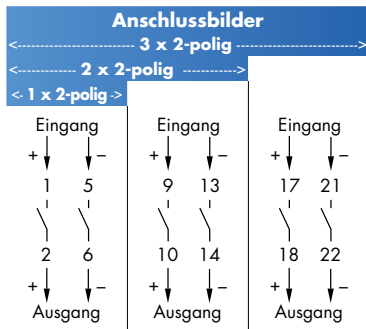 Anschlussbilder
<------------------------- 3 x 2-polig ------------------------->
<------------ 2 x 2-polig ------------>
<- 1 x 2-polig ->
Eingang Eingang Eingang
+ – + – + –
1 5 9 13 17 21
2 6 10 14 18 22
+ – + – + –
Ausgang Ausgang Ausgang